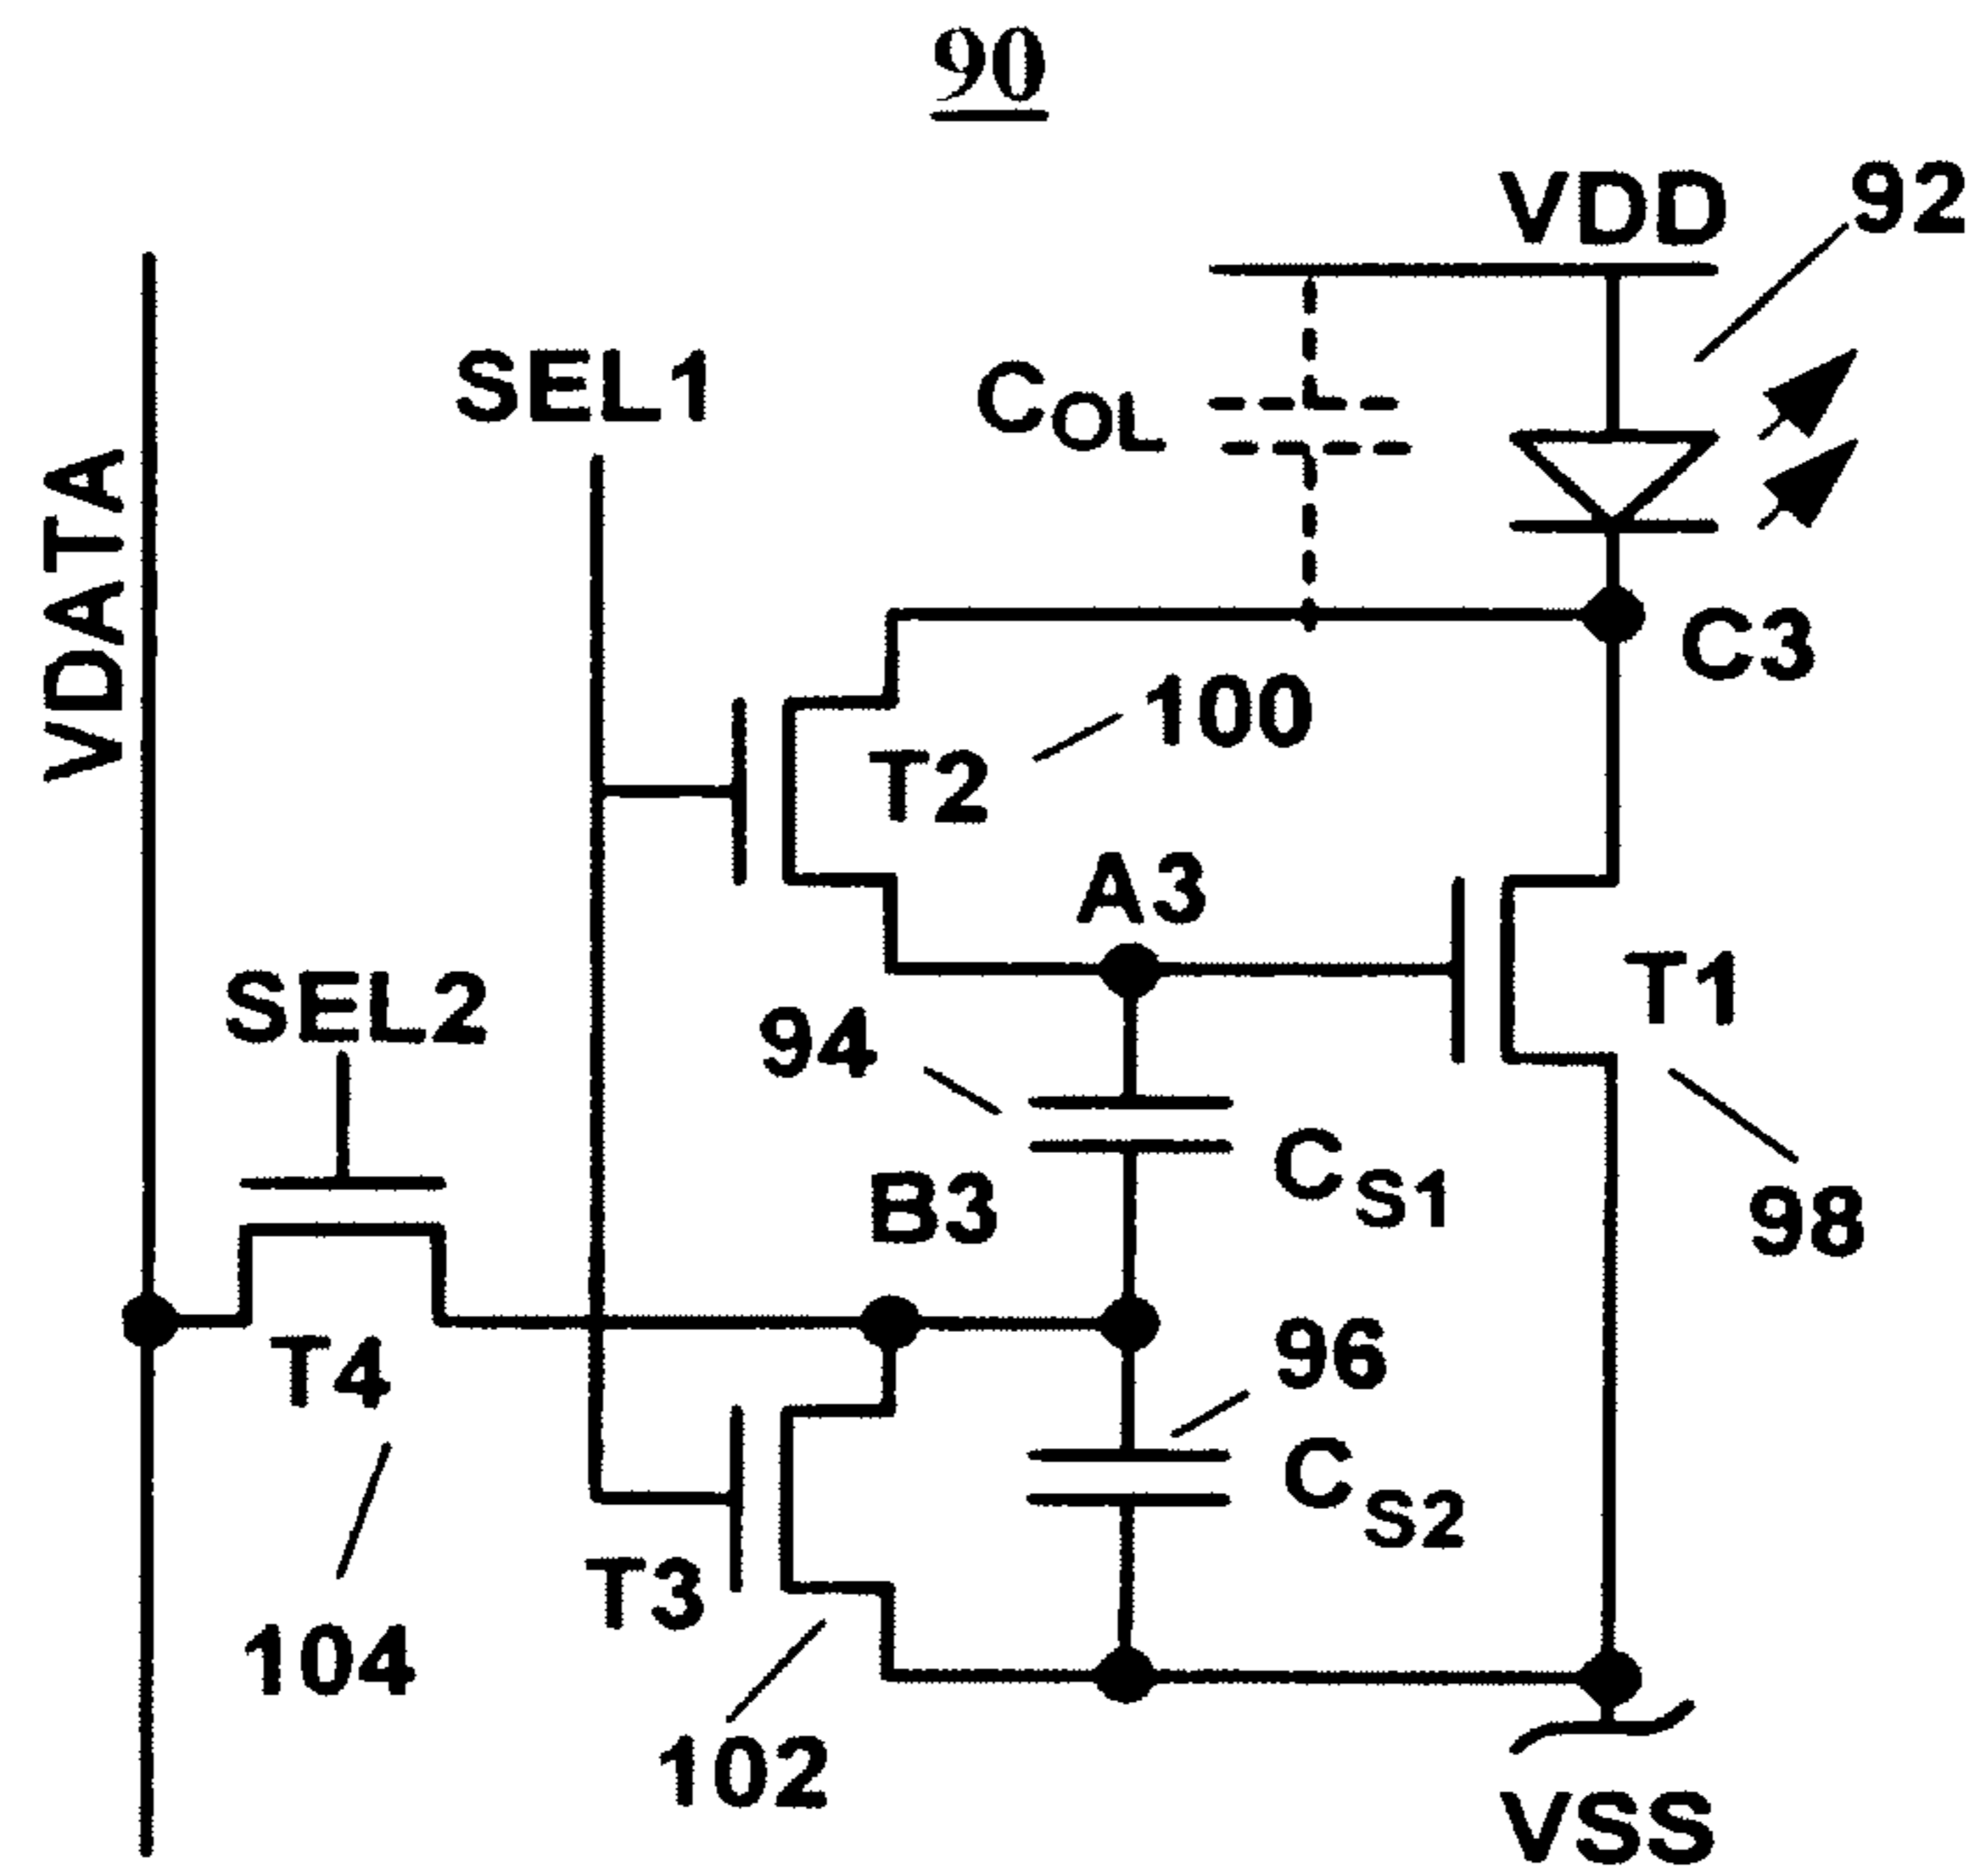 90
VDD
92
SEL1
COL
VDATA
C3
100
T2
A3
SEL2
T1
94
CS1
B3
98
96
T4
CS2
T3
104
102
VSS